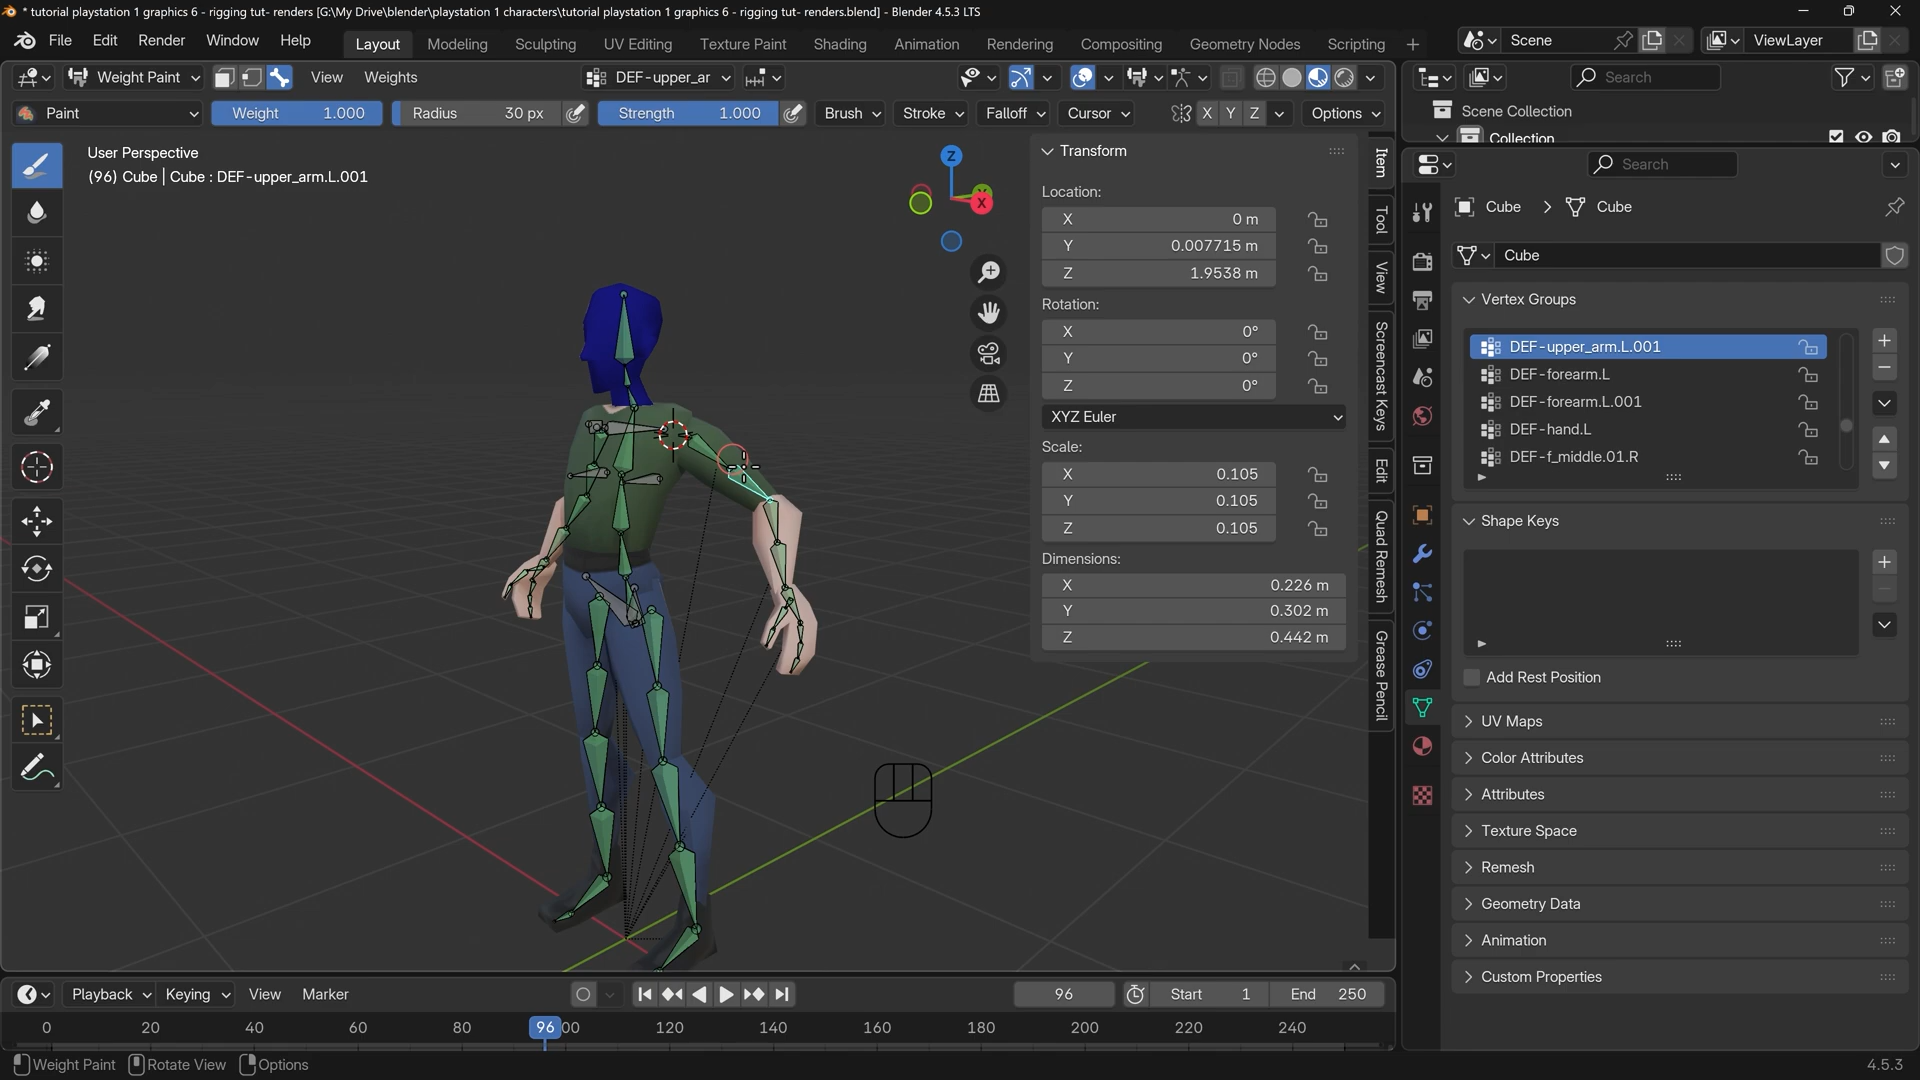 * tutorial playstation 1 graphics 6 - rigging tut- renders [G:\My Drive\blender\playstation 1 characters\tutorial playstation 1 graphics 6 - rigging tut- renders.blend] - Blender 4.5.3 LTS
File Edit Render Window Help
Layout Modeling Sculpting UV Editing Texture Paint Shading Animation Rendering Compositing Geometry Nodes Scripting
Scene
ViewLayer
Weight Paint View Weights
DEF-upper_ar
Search
Paint
Weight 1.000
Radius 30 px
Strength 1.000
Brush Stroke Falloff Cursor
X Y Z
Options
Scene Collection
Collection
User Perspective
(96) Cube | Cube : DEF-upper_arm.L.001
Z
X
Transform
Location:
X 0 m
Y 0.007715 m
Z 1.9538 m
Rotation:
X 0°
Y 0°
Z 0°
XYZ Euler
Scale:
X 0.105
Y 0.105
Z 0.105
Dimensions:
X 0.226 m
Y 0.302 m
Z 0.442 m
Item
Tool
View
Screencast Keys
Edit
Quad Remesh
Grease Pencil
Search
Cube > Cube
Cube
Vertex Groups
DEF-upper_arm.L.001
DEF-forearm.L
DEF-forearm.L.001
DEF-hand.L
DEF-f_middle.01.R
Shape Keys
Add Rest Position
UV Maps
Color Attributes
Attributes
Texture Space
Remesh
Geometry Data
Animation
Custom Properties
Playback Keying View Marker
96
Start 1
End 250
0 20 40 60 80 96 00 120 140 160 180 200 220 240
Weight Paint Rotate View Options
4.5.3